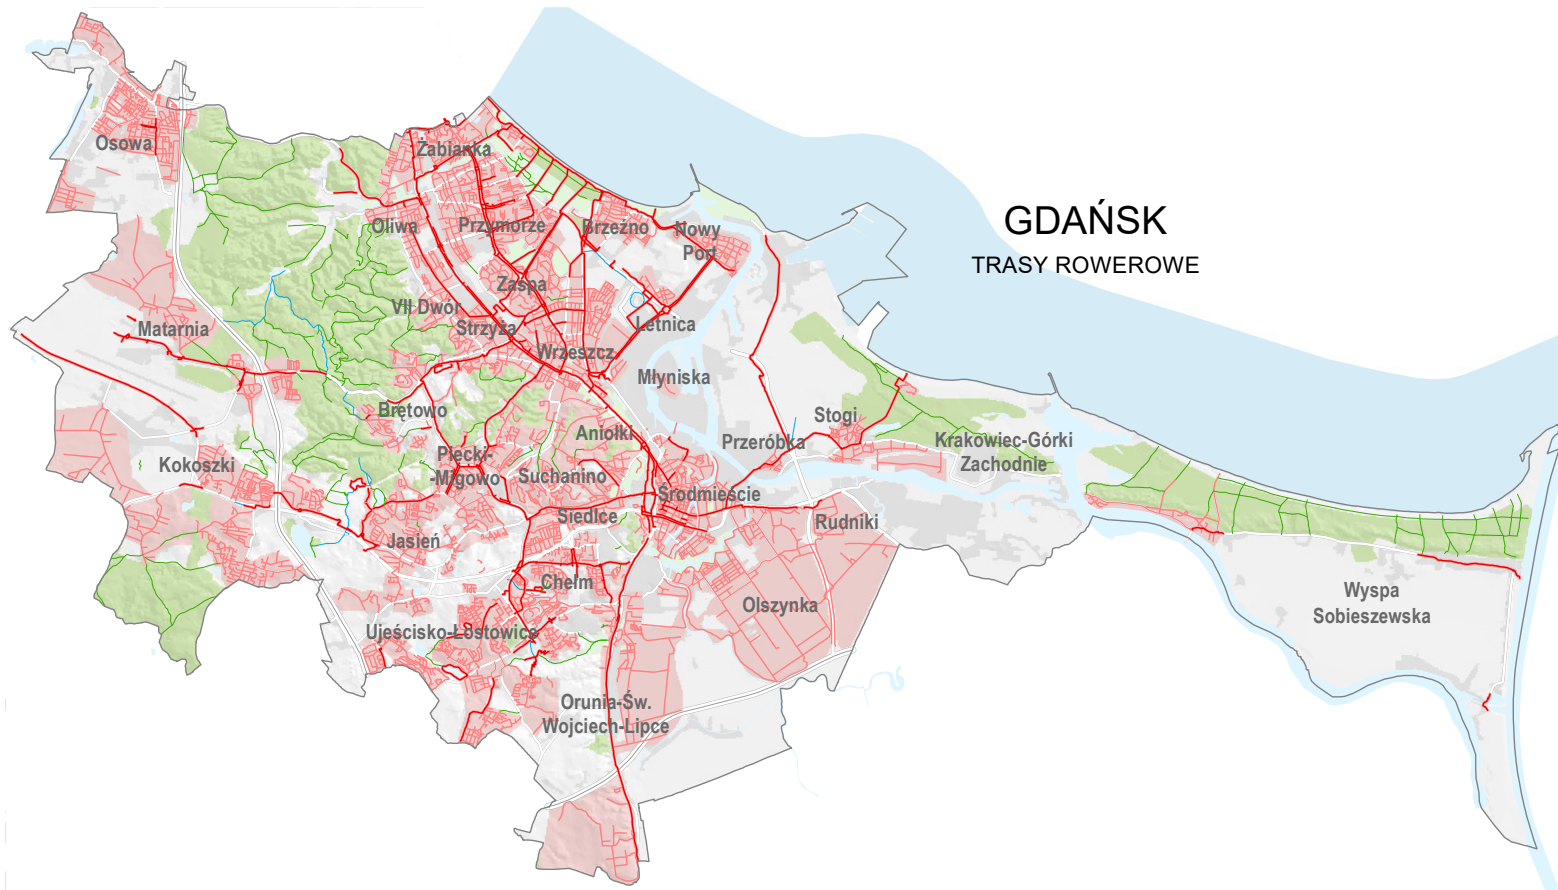 GDAŃSK
TRASY ROWEROWE
Osowa
Żabianka
Oliwa
Przymorze
Brzeźno
Nowy
Port
Zaspa
VII Dwór
Strzyża
Letnica
Matarnia
Wrzeszcz
Młyniska
Brętowo
Stogi
Aniołki
Przeróbka
Krakowiec-Górki
Zachodnie
Kokoszki
Piecki-
-Migowo
Suchanino
Środmieście
Siedlce
Rudniki
Jasień
Chełm
Olszynka
Wyspa
Sobieszewska
Ujeścisko-Łostowice
Orunia-Św.
Wojciech-Lipce